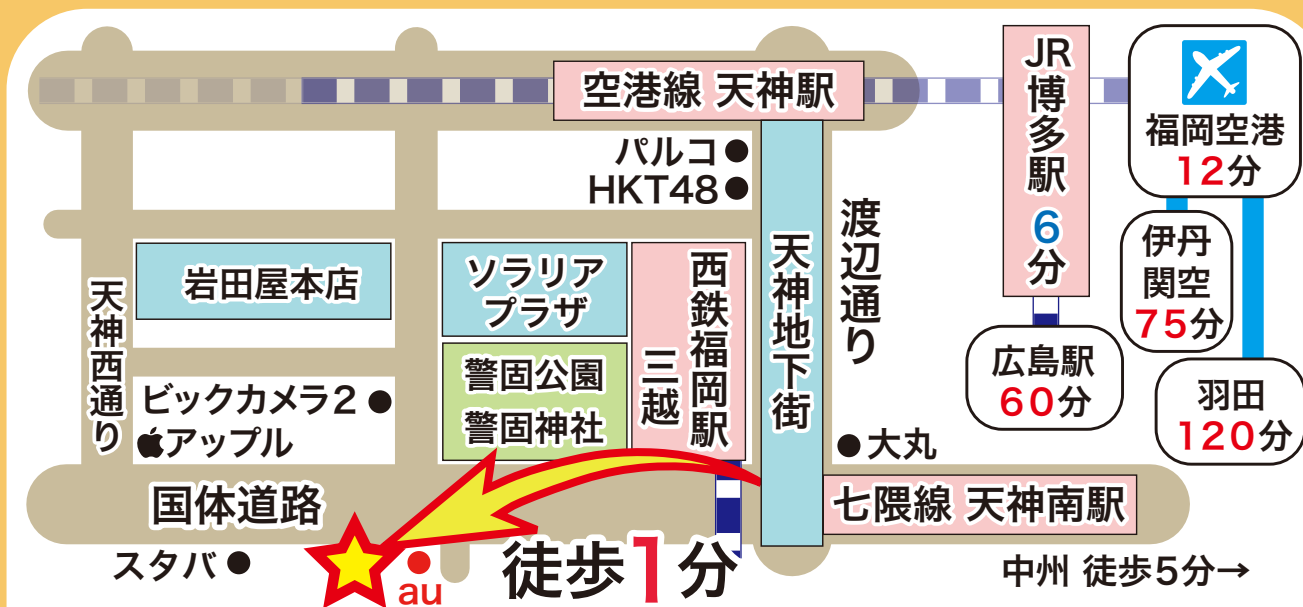 空港線 天神駅
JR博多駅 6分
福岡空港
12分
パルコ
HKT48
渡辺通り
伊丹
関空
75分
岩田屋本店
ソラリア
プラザ
西鉄福岡駅
三越
天神地下街
天神西通り
警固公園
警固神社
広島駅
60分
羽田
120分
ビックカメラ2
アップル
大丸
国体道路
七隈線 天神南駅
スタバ
au
徒歩1分
中州 徒歩5分→